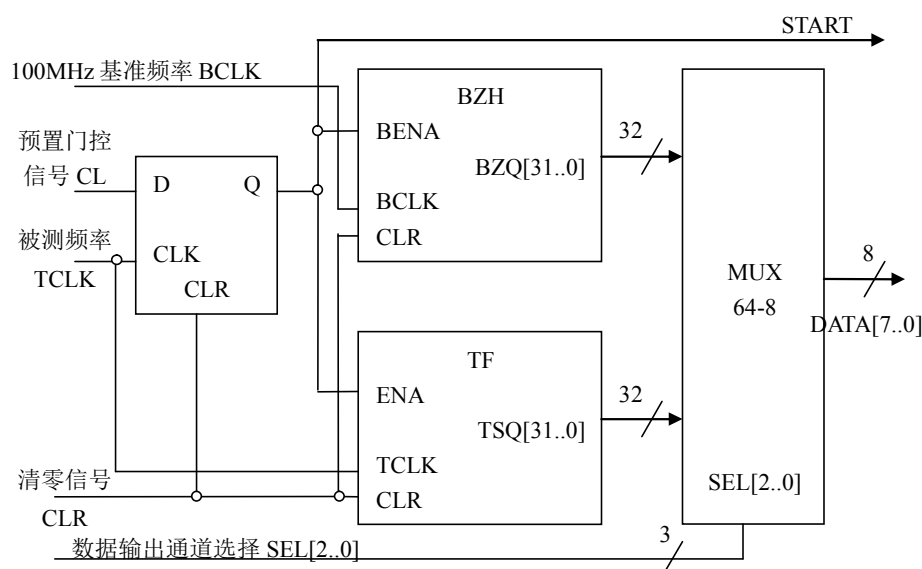 START
100MHz 基准频率 BCLK
BZH
预置门控
信号 CL
BENA
32
BZQ[31..0]
D
Q
BCLK
CLR
被测频率
TCLK
CLK
CLR
MUX
64-8
8
DATA[7..0]
TF
ENA
32
TSQ[31..0]
TCLK
CLR
清零信号
CLR
SEL[2..0]
数据输出通道选择 SEL[2..0]
3